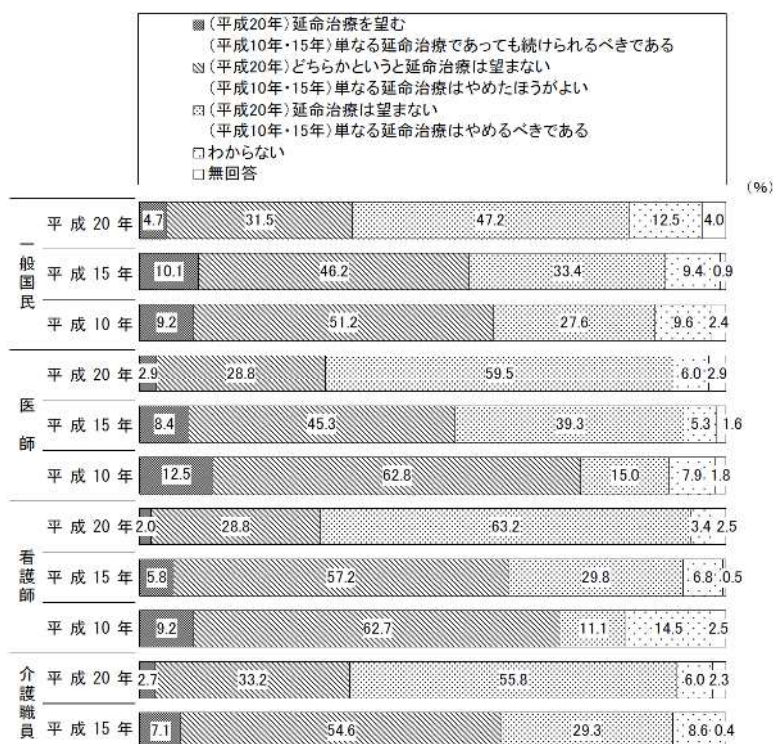 (平成20年)延命治療を望む
(平成10年・15年)単なる延命治療であっても続けられるべきである
(平成20年)どちらかというと延命治療は望まない
(平成10年・15年)単なる延命治療はやめたほうがよい
(平成20年)延命治療は望まない
(平成10年・15年)単なる延命治療はやめるべきである
わからない
無回答
(%)
一般国民
平成20年 4.7 31.5 47.2 12.5 4.0
平成15年 10.1 46.2 33.4 9.4 0.9
平成10年 9.2 51.2 27.6 9.6 2.4
医師
平成20年 2.9 28.8 59.5 6.0 2.9
平成15年 8.4 45.3 39.3 5.3 1.6
平成10年 12.5 62.8 15.0 7.9 1.8
看護師
平成20年 2.0 28.8 63.2 3.4 2.5
平成15年 5.8 57.2 29.8 6.8 0.5
平成10年 9.2 62.7 11.1 14.5 2.5
介護職員
平成20年 2.7 33.2 55.8 6.0 2.3
平成15年 7.1 54.6 29.3 8.6 0.4